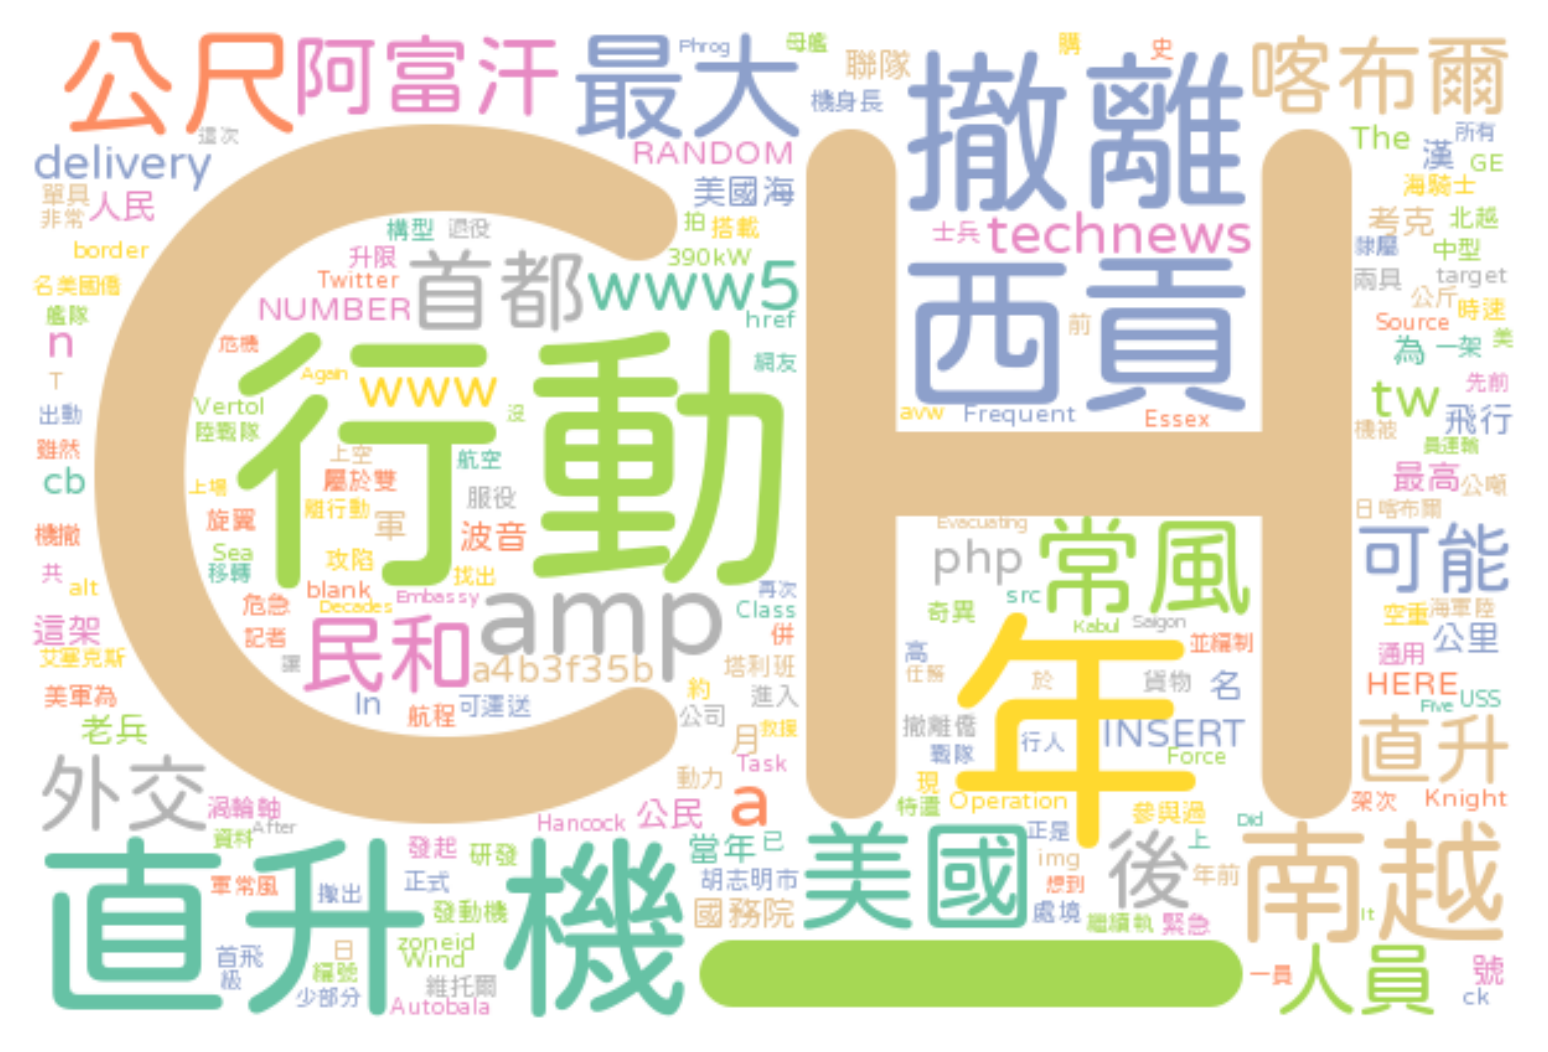 公尺 阿富汗 最大 Phrog 母艦 聯隊 購 史 撤離 喀布爾
機身長 這次 delivery RANDOM The 所有 漢 GE
單具 人民 非常 美國海 海騎士
構型 退役 拍 搭載 士兵 technews 考克 北越
border 升限 390kW 隸屬 中型
名美國僑 Twitter 首都 www5 西貢 兩具 target
艦隊 NUMBER href 前 公斤 時速
n 危機 Source 美
Again www 網友 為 一架
T Vertol 行動 沒 avw Frequent Essex tw 先前
出動 陸戰隊 飛行
雖然 上空 航空 CH 機被 員運輸
cb 上場 屬於雙 服役 最高 公噸
旋翼 離行動 軍 日 喀布爾
機撤 Sea 攻陷 波音 Evacuating
共 移轉 找出 php 常風 可能
alt blank Embassy 再次 src
危急 Decades amp Class 奇異 Kabul Saigon 空重 海軍陸
這架 記者 民和 併 年 並編制 公里
艾塞克斯 讓 a4b3f35b 塔利班 高 通用
美軍為 約 進入 任務 於 貨物 名 HERE
In 航程 可運送 公司 Five USS
老兵 月 救援 撤離僑 行人 INSERT 直升
外交 Task 戰隊 Force
動力 現 架次 Knight
渦輪軸 a 特遣 Operation 參與過
資料 After Hancock 公民 正是 上 Did
直升機 發起 研發 當年 已 美國 img 後 年前 南越
軍常風 撤出 正式 胡志明市 想到
發動機 國務院 處境 繼續執 緊急 It
首飛 日 zoneid
級 編號 Wind 一員 人員 號
少部分 維托爾 ck
Autobala 一